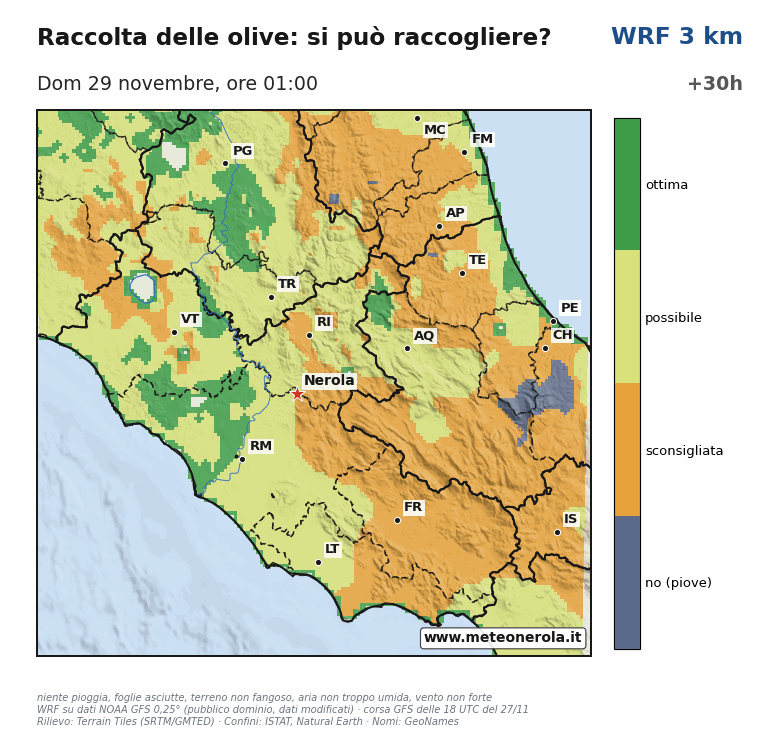 Raccolta delle olive: si può raccogliere?
WRF 3 km
Dom 29 novembre, ore 01:00
+30h
MC
FM
PG
AP
TE
TR
PE
VT
RI
AQ
CH
Nerola
RM
FR
IS
LT
www.meteonerola.it
ottima
possibile
sconsigliata
no (piove)
niente pioggia, foglie asciutte, terreno non fangoso, aria non troppo umida, vento non forte
WRF su dati NOAA GFS 0,25° (pubblico dominio, dati modificati) · corsa GFS delle 18 UTC del 27/11
Rilievo: Terrain Tiles (SRTM/GMTED) · Confini: ISTAT, Natural Earth · Nomi: GeoNames